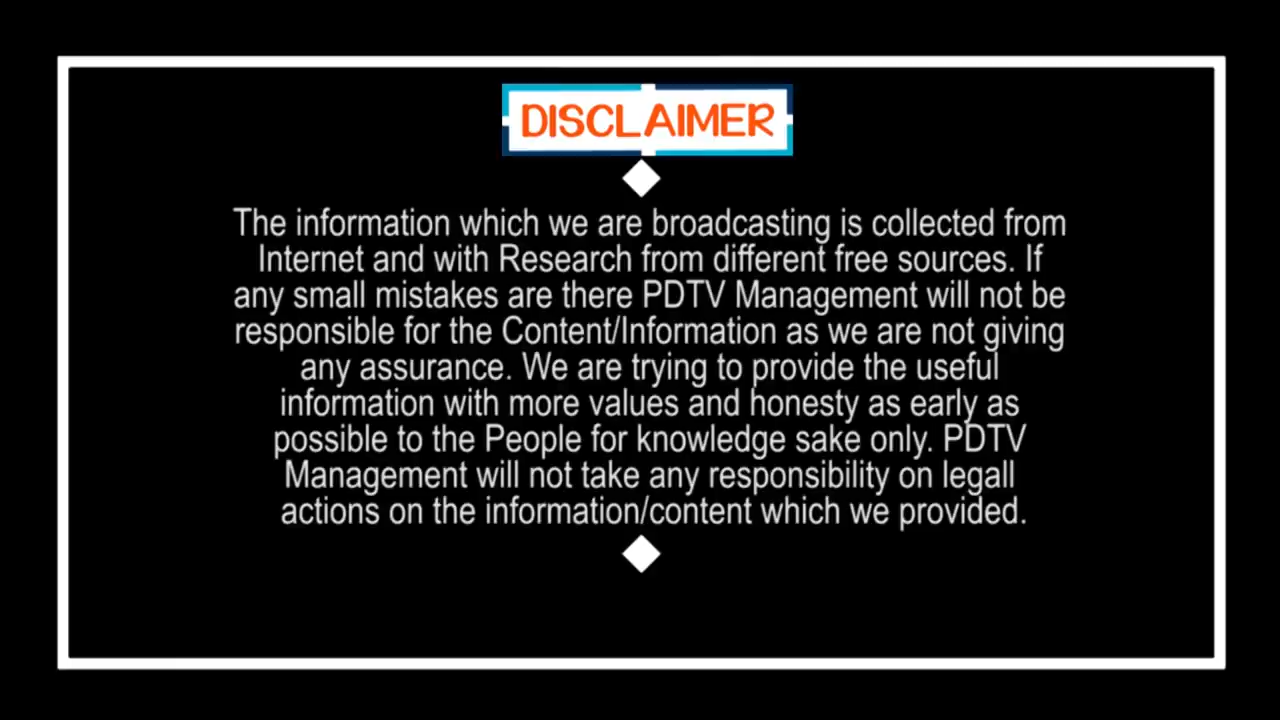 DISCLAIMER
The information which we are broadcasting is collected from
Internet and with Research from different free sources. If
any small mistakes are there PDTV Management will not be
responsible for the Content/Information as we are not giving
any assurance. We are trying to provide the useful
information with more values and honesty as early as
possible to the People for knowledge sake only. PDTV
Management will not take any responsibility on legall
actions on the information/content which we provided.